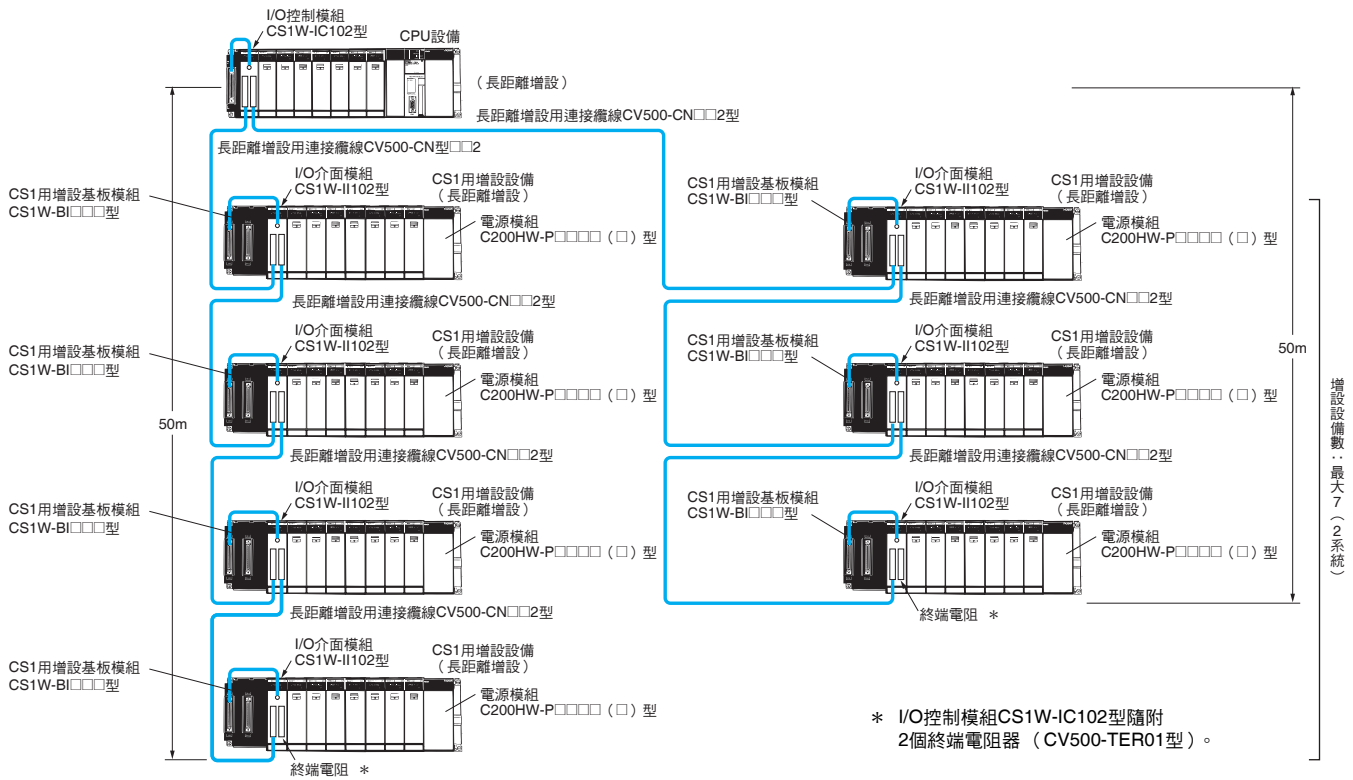 I/O控制模組
CS1W-IC102型
CPU設備
（長距離增設）
長距離增設用連接纜線CV500-CN□□2型
長距離增設用連接纜線CV500-CN型□□2
CS1用增設基板模組
CS1W-BI□□□型
I/O介面模組
CS1W-II102型
CS1用增設設備
（長距離增設）
電源模組
C200HW-P□□□□（□）型
CS1用增設基板模組
CS1W-BI□□□型
I/O介面模組
CS1W-II102型
CS1用增設設備
（長距離增設）
電源模組
C200HW-P□□□□（□）型
長距離增設用連接纜線CV500-CN□□2型
長距離增設用連接纜線CV500-CN□□2型
CS1用增設基板模組
CS1W-BI□□□型
I/O介面模組
CS1W-II102型
CS1用增設設備
（長距離增設）
電源模組
C200HW-P□□□□（□）型
CS1用增設基板模組
CS1W-BI□□□型
I/O介面模組
CS1W-II102型
CS1用增設設備
（長距離增設）
電源模組
C200HW-P□□□□（□）型
50m
50m
增設設備數：最大7（2系統）
長距離增設用連接纜線CV500-CN□□2型
長距離增設用連接纜線CV500-CN□□2型
CS1用增設基板模組
CS1W-BI□□□型
I/O介面模組
CS1W-II102型
CS1用增設設備
（長距離增設）
電源模組
C200HW-P□□□□（□）型
CS1用增設基板模組
CS1W-BI□□□型
I/O介面模組
CS1W-II102型
CS1用增設設備
（長距離增設）
電源模組
C200HW-P□□□□（□）型
長距離增設用連接纜線CV500-CN□□2型
終端電阻 ＊
CS1用增設基板模組
CS1W-BI□□□型
I/O介面模組
CS1W-II102型
CS1用增設設備
（長距離增設）
電源模組
C200HW-P□□□□（□）型
終端電阻 ＊
＊ I/O控制模組CS1W-IC102型隨附
2個終端電阻器（CV500-TER01型）。